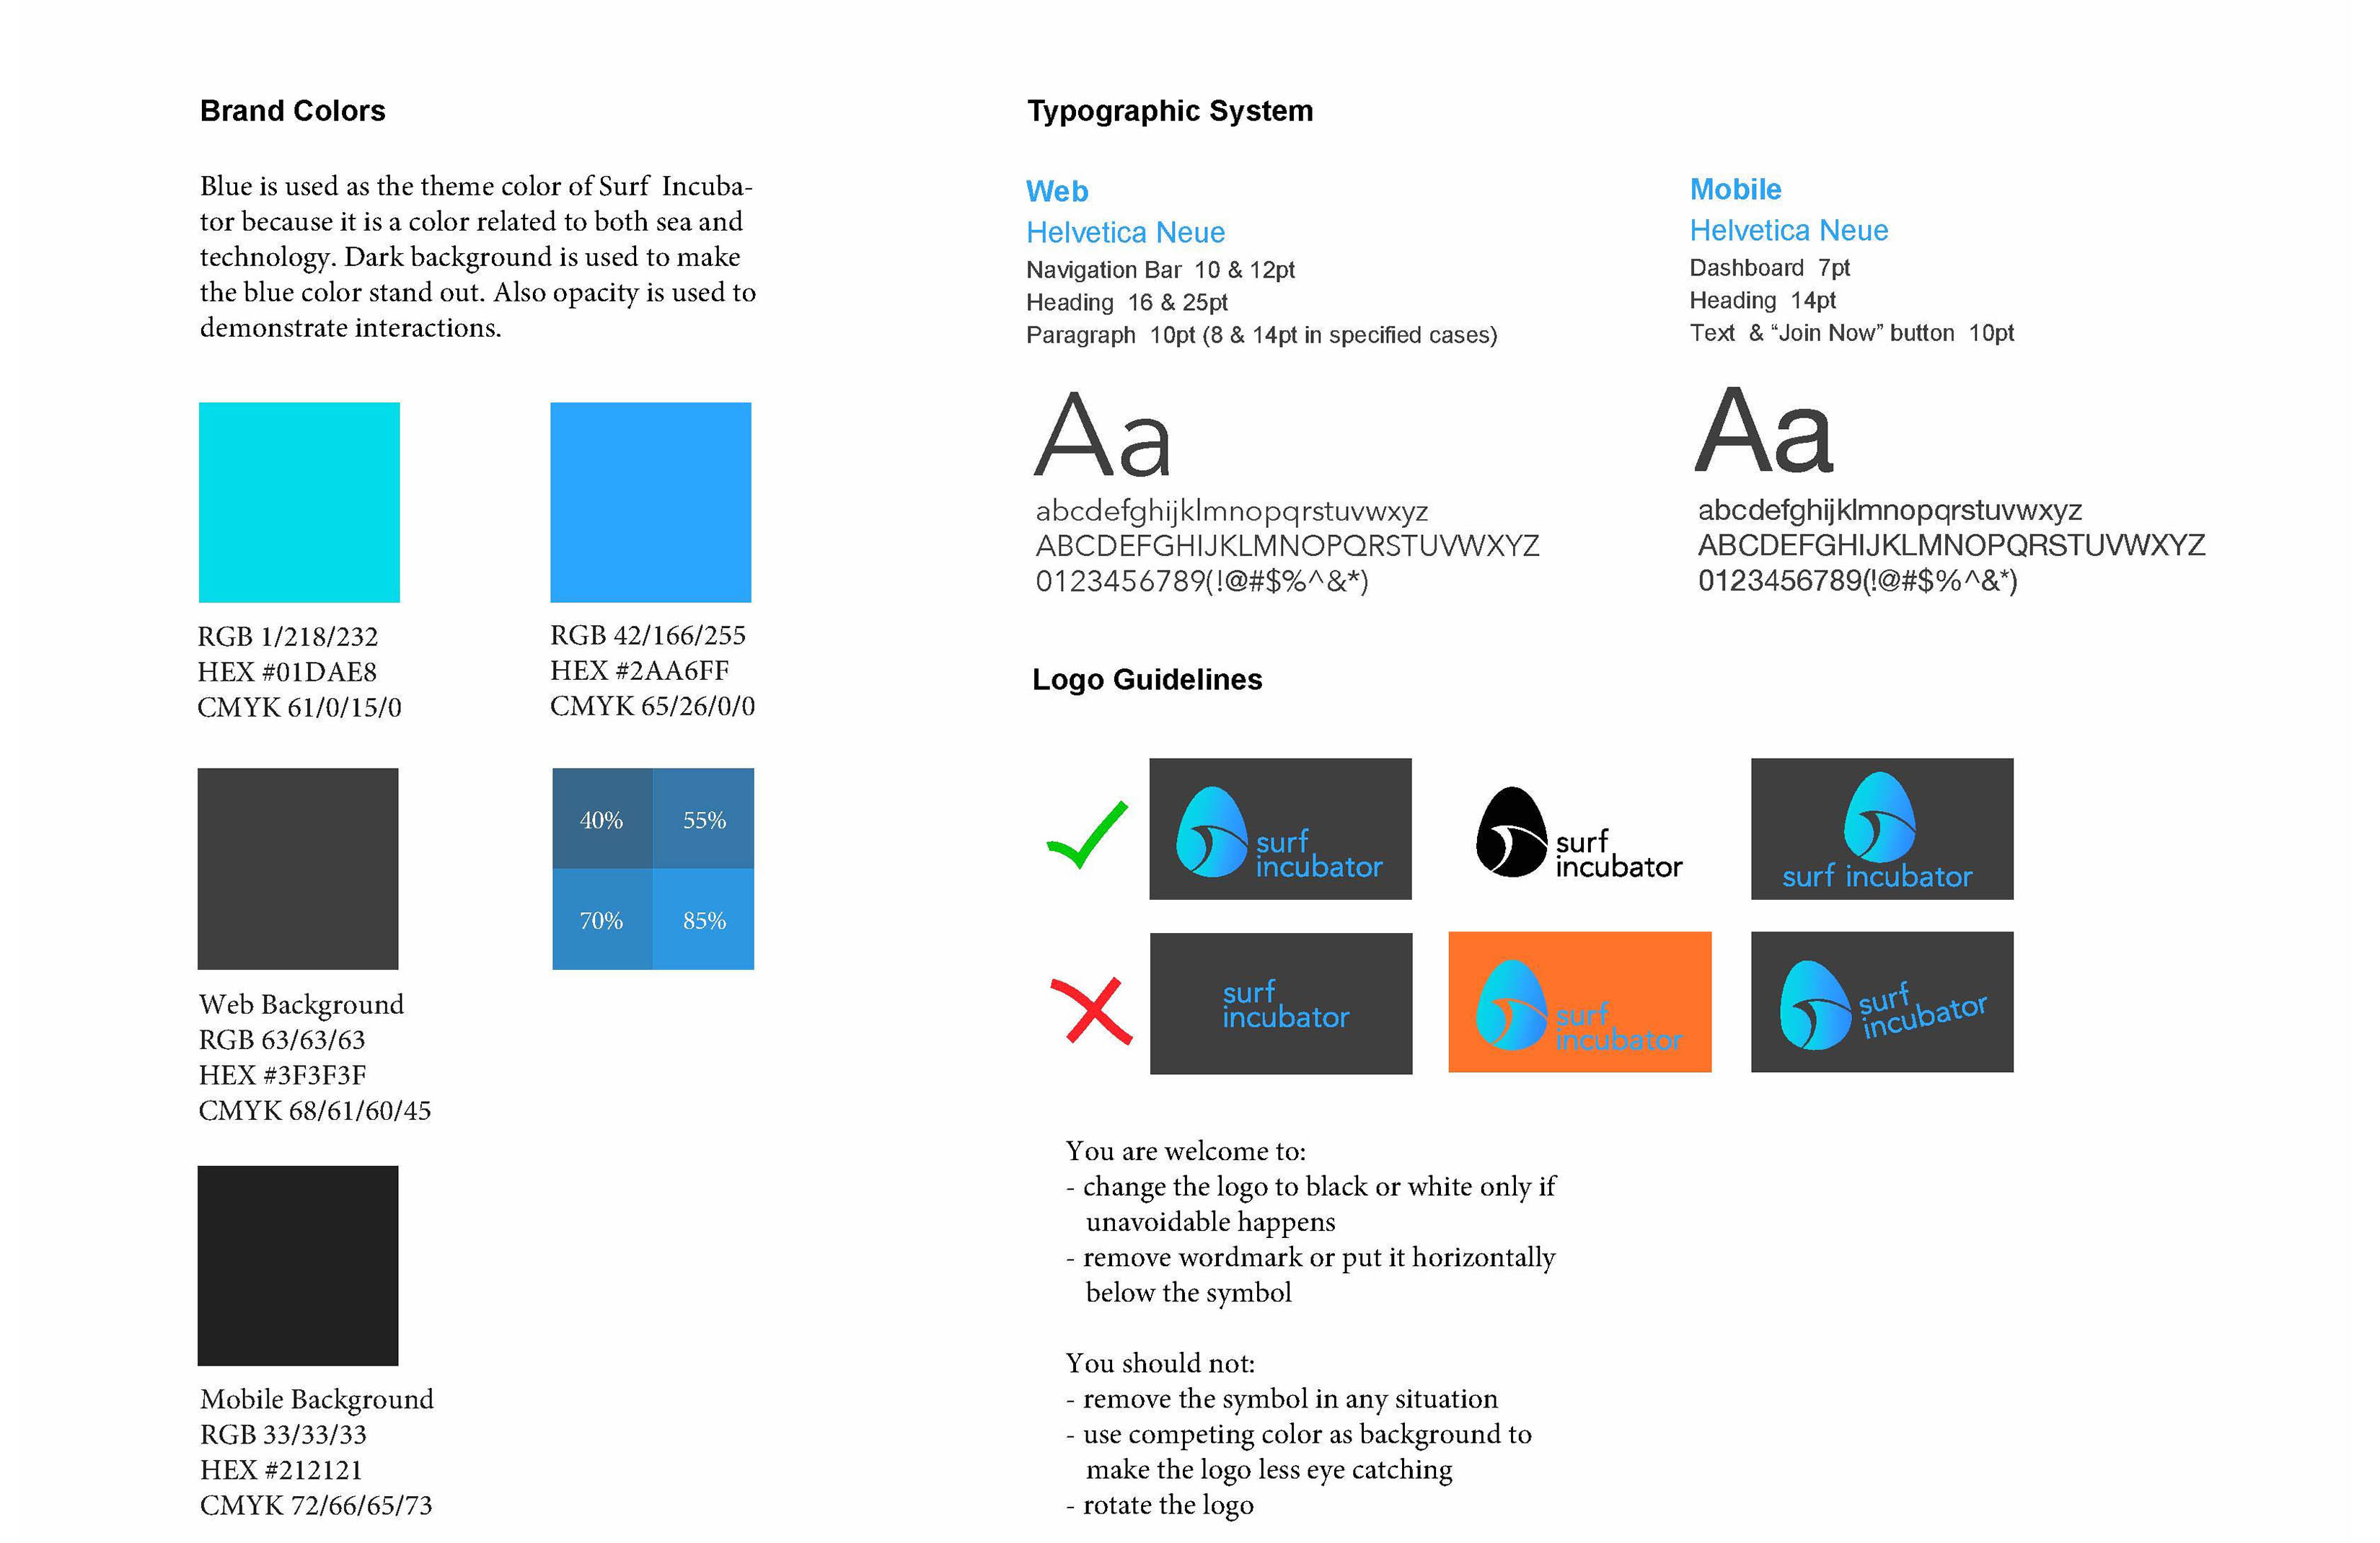 Brand Colors
Blue is used as the theme color of Surf Incuba-
tor because it is a color related to both sea and
technology. Dark background is used to make
the blue color stand out. Also opacity is used to
demonstrate interactions.
RGB 1/218/232
HEX #01DAE8
CMYK 61/0/15/0
RGB 42/166/255
HEX #2AA6FF
CMYK 65/26/0/0
40% 55%
70% 85%
Web Background
RGB 63/63/63
HEX #3F3F3F
CMYK 68/61/60/45
Mobile Background
RGB 33/33/33
HEX #212121
CMYK 72/66/65/73
Typographic System
Web
Helvetica Neue
Navigation Bar 10 & 12pt
Heading 16 & 25pt
Paragraph 10pt (8 & 14pt in specified cases)
Aa
abcdefghijklmnopqrstuvwxyz
ABCDEFGHIJKLMNOPQRSTUVWXYZ
0123456789(!@#$%^&*)
Mobile
Helvetica Neue
Dashboard 7pt
Heading 14pt
Text & “Join Now” button 10pt
Aa
abcdefghijklmnopqrstuvwxyz
ABCDEFGHIJKLMNOPQRSTUVWXYZ
0123456789(!@#$%^&*)
Logo Guidelines
surf
incubator
surf
incubator
surf incubator
surf
incubator
surf
incubator
surf
incubator
You are welcome to:
- change the logo to black or white only if
unavoidable happens
- remove wordmark or put it horizontally
below the symbol
You should not:
- remove the symbol in any situation
- use competing color as background to
make the logo less eye catching
- rotate the logo